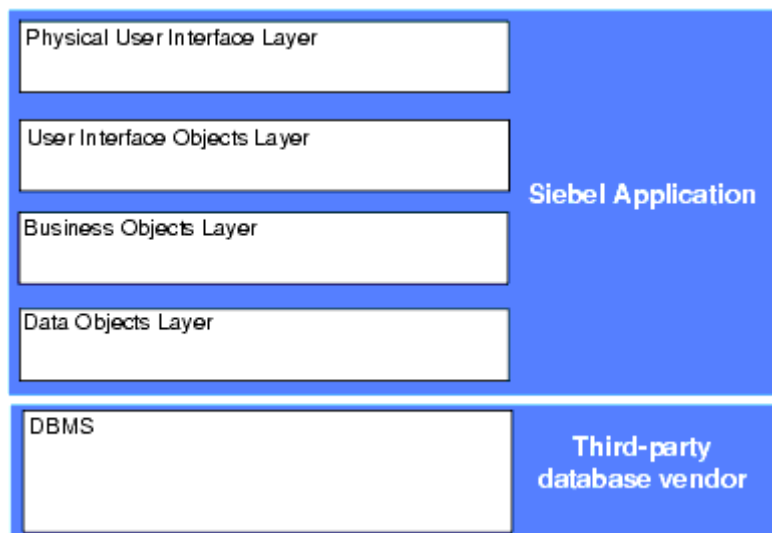 Physical User Interface Layer
User Interface Objects Layer
Siebel Application
Business Objects Layer
Data Objects Layer
DBMS
Third-party
database vendor